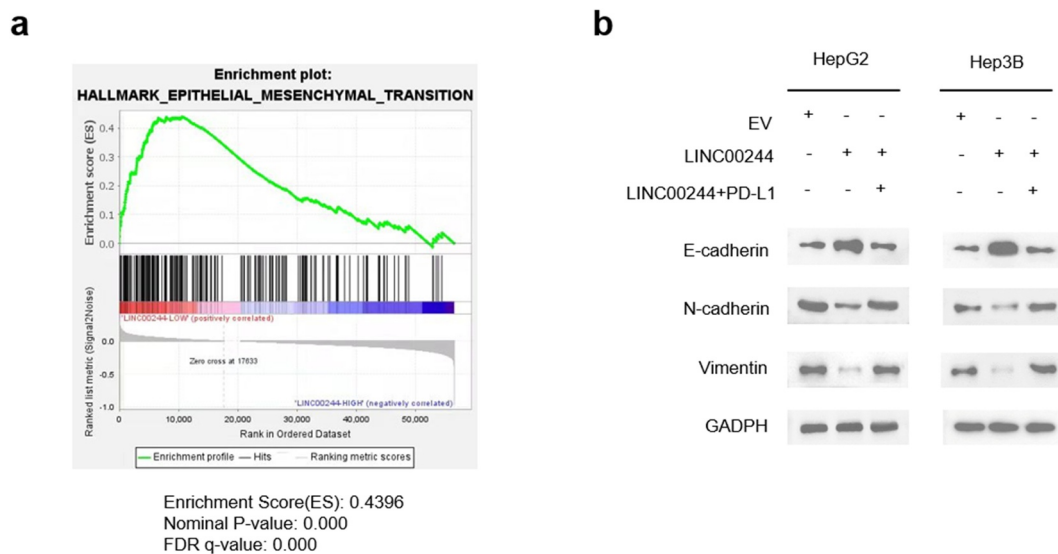 a
Enrichment plot:
HALLMARK_EPITHELIAL_MESENCHYMAL_TRANSITION
Enrichment score (ES)
0.4
0.3
0.2
0.1
0.0
'LINC00244-LOW' (positively correlated)
Ranked list metric (Signal2Noise)
0.0
Zero cross at 17633
-0.5
'LINC00244-HIGH' (negatively correlated)
-1.0
0 10,000 20,000 30,000 40,000 50,000
Rank in Ordered Dataset
Enrichment profile Hits Ranking metric scores
Enrichment Score(ES): 0.4396
Nominal P-value: 0.000
FDR q-value: 0.000
b
HepG2 Hep3B
EV + - - + - -
LINC00244 - + + - + +
LINC00244+PD-L1 - - + - - +
E-cadherin
N-cadherin
Vimentin
GADPH